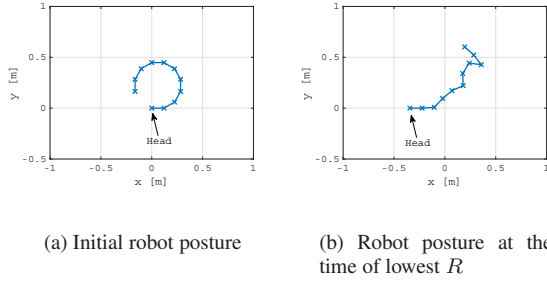 1
0.5
0
-0.5
-1 -0.5 0 0.5 1
x [m]
y [m]
Head
(a) Initial robot posture
1
0.5
0
-0.5
-1 -0.5 0 0.5 1
x [m]
y [m]
Head
(b) Robot posture at the
time of lowest R